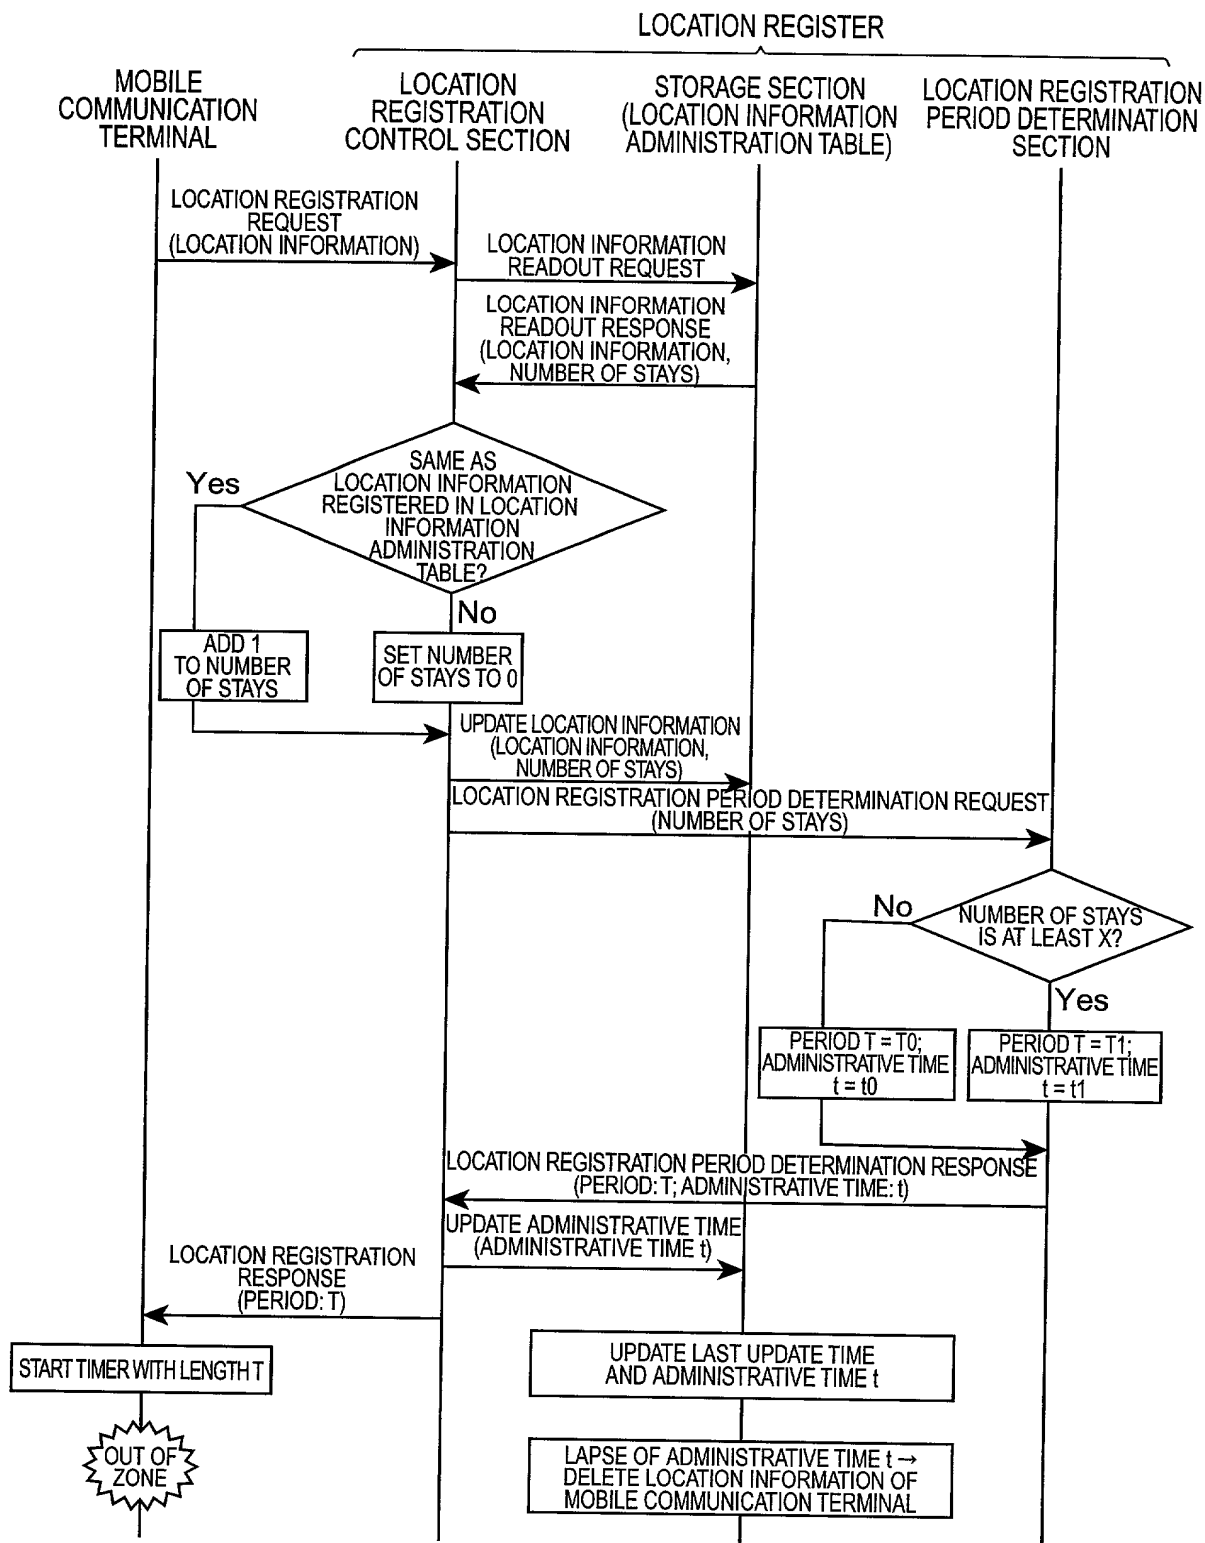 LOCATION REGISTER
MOBILE
COMMUNICATION
TERMINAL
LOCATION
REGISTRATION
CONTROL SECTION
STORAGE SECTION
(LOCATION INFORMATION
ADMINISTRATION TABLE)
LOCATION REGISTRATION
PERIOD DETERMINATION
SECTION
LOCATION REGISTRATION
REQUEST
(LOCATION INFORMATION)
LOCATION INFORMATION
READOUT REQUEST
LOCATION INFORMATION
READOUT RESPONSE
(LOCATION INFORMATION,
NUMBER OF STAYS)
SAME AS
LOCATION INFORMATION
REGISTERED IN LOCATION
INFORMATION
ADMINISTRATION
TABLE?
Yes
No
ADD 1
TO NUMBER
OF STAYS
SET NUMBER
OF STAYS TO 0
UPDATE LOCATION INFORMATION
(LOCATION INFORMATION,
NUMBER OF STAYS)
LOCATION REGISTRATION PERIOD DETERMINATION REQUEST
(NUMBER OF STAYS)
NUMBER OF STAYS
IS AT LEAST X?
No
Yes
PERIOD T = T0;
ADMINISTRATIVE TIME
t = t0
PERIOD T = T1;
ADMINISTRATIVE TIME
t = t1
LOCATION REGISTRATION PERIOD DETERMINATION RESPONSE
(PERIOD: T; ADMINISTRATIVE TIME: t)
UPDATE ADMINISTRATIVE TIME
(ADMINISTRATIVE TIME t)
LOCATION REGISTRATION
RESPONSE
(PERIOD: T)
START TIMER WITH LENGTH T
UPDATE LAST UPDATE TIME
AND ADMINISTRATIVE TIME t
OUT OF
ZONE
LAPSE OF ADMINISTRATIVE TIME t →
DELETE LOCATION INFORMATION OF
MOBILE COMMUNICATION TERMINAL